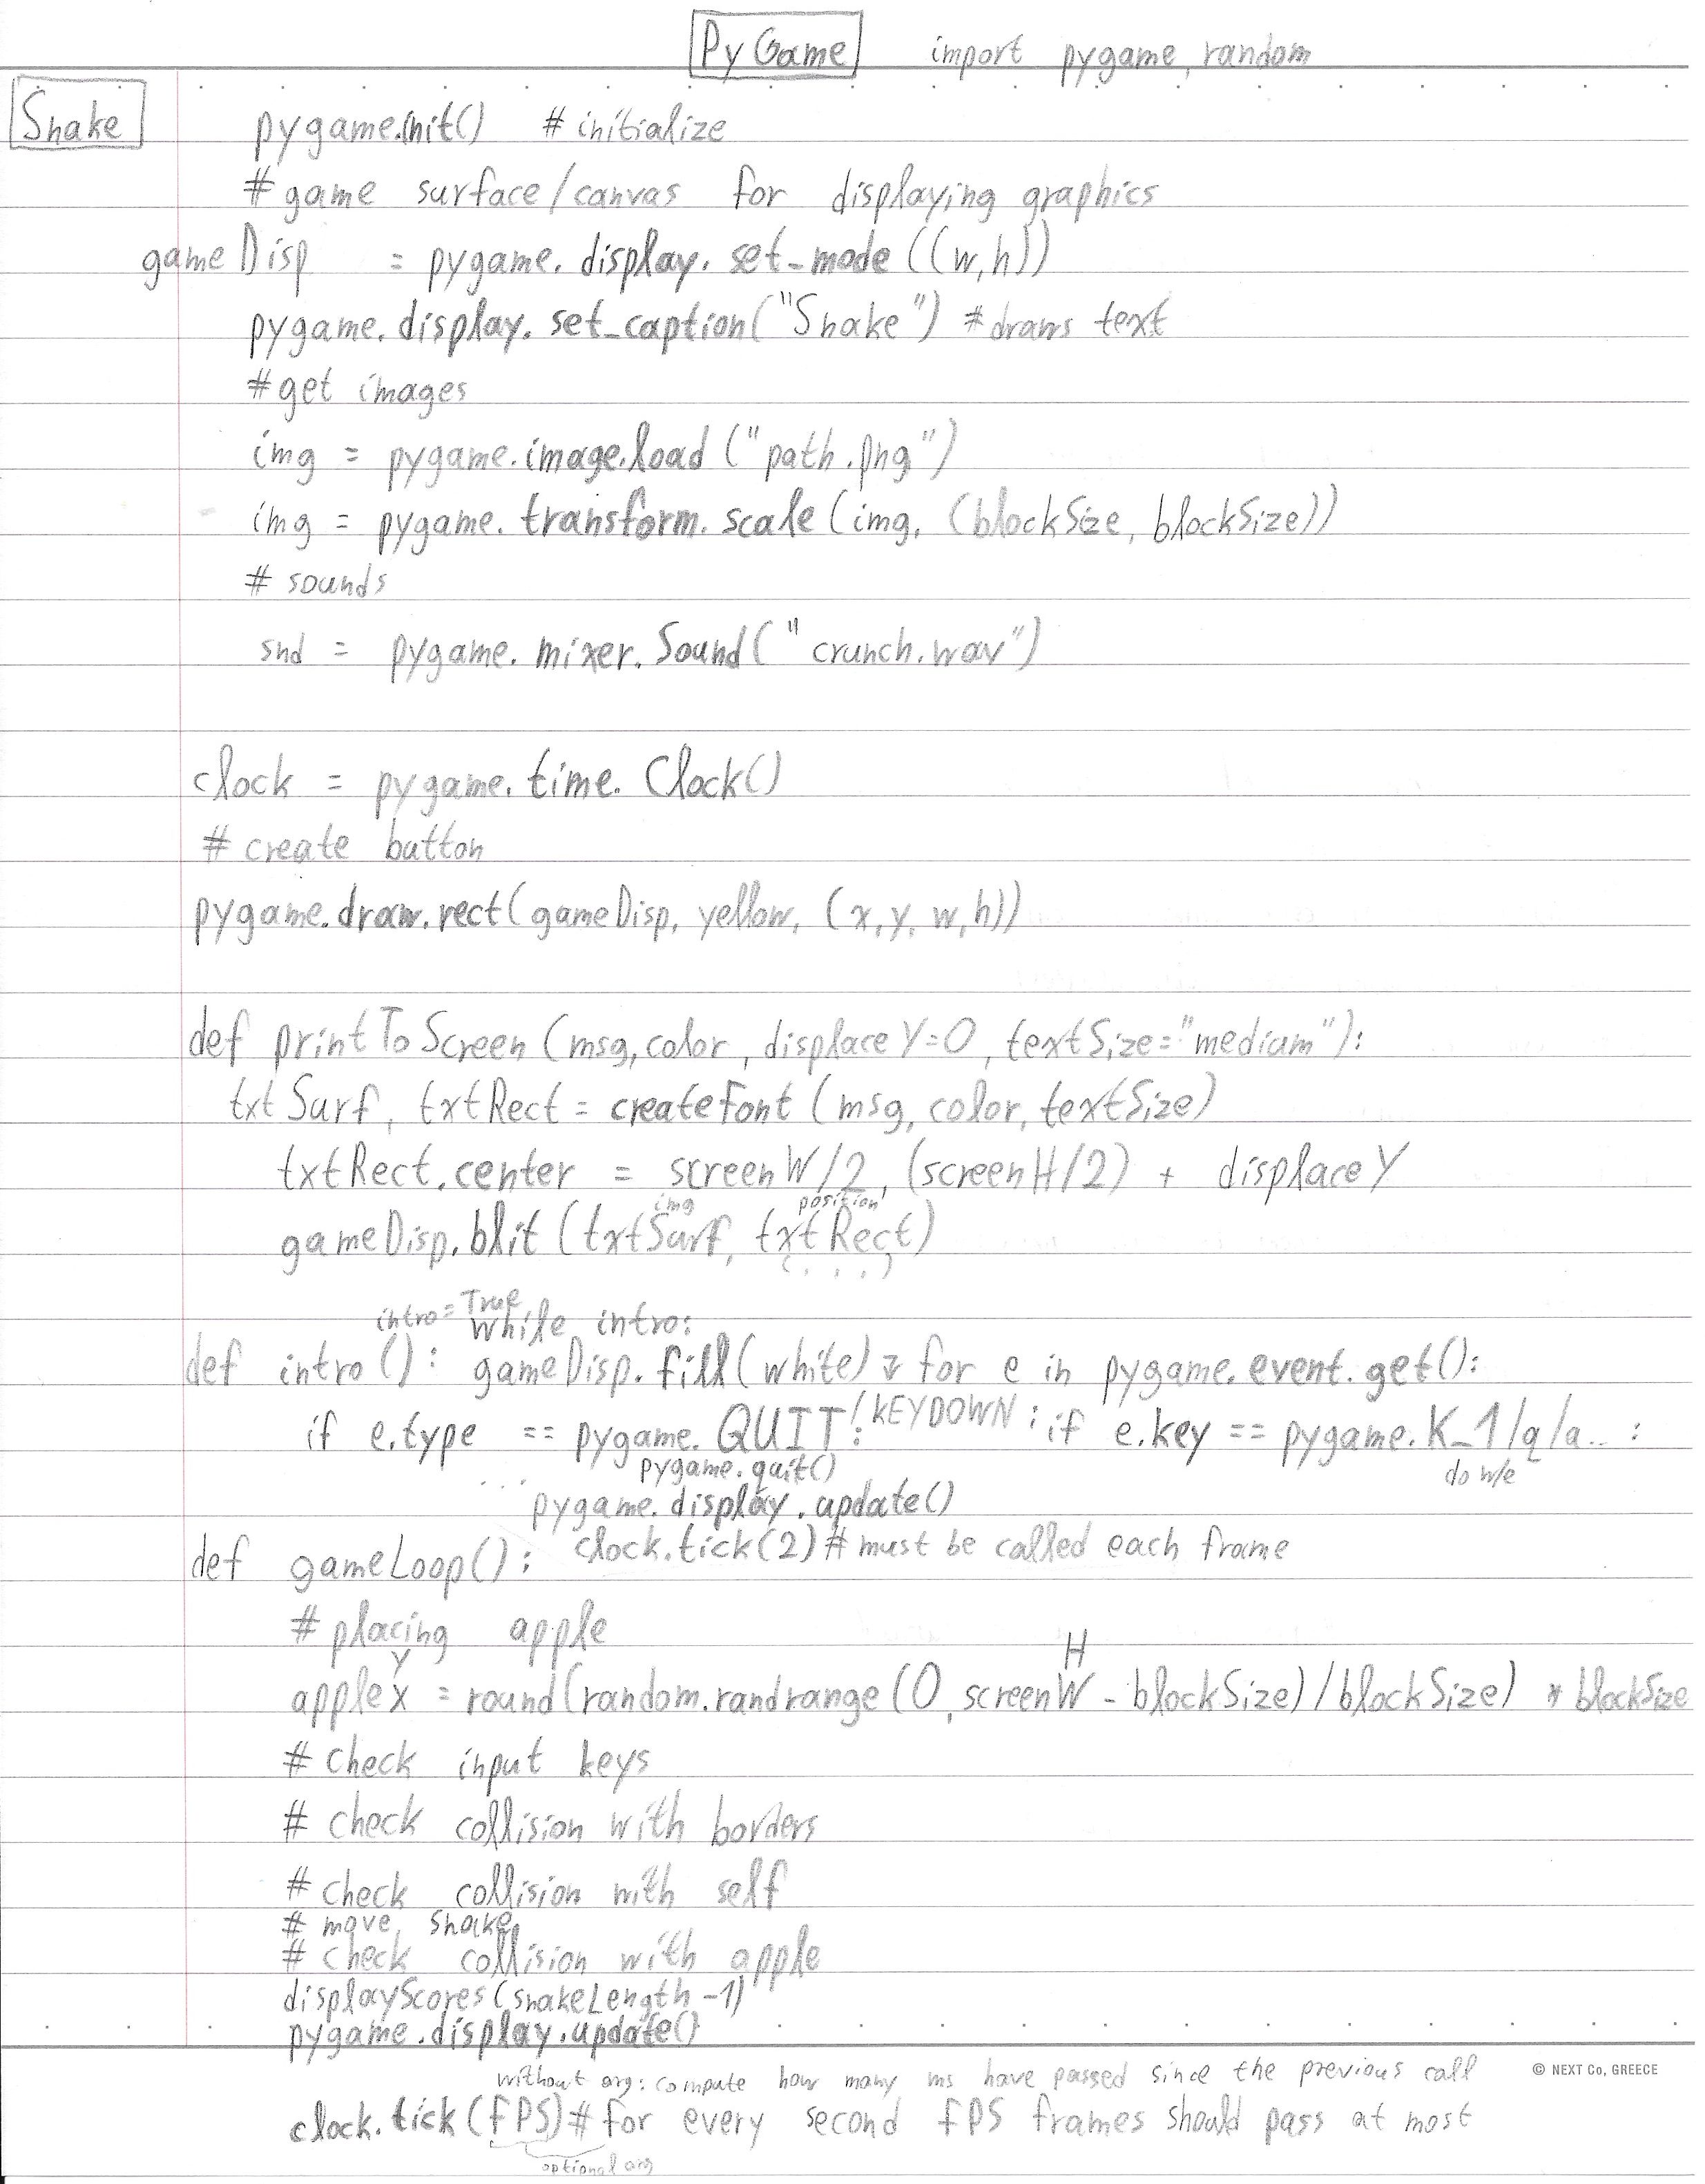 PyGame import pygame, random
Snake
pygame.init() # initialize
# game surface/canvas for displaying graphics
gameDisp = pygame.display.set_mode((w,h))
pygame.display.set_caption("Snake") #draws text
#get images
img = pygame.image.load("path.png")
img = pygame.transform.scale(img, (blockSize, blockSize))
# sounds
snd = pygame.mixer.Sound("crunch.wav")
clock = pygame.time.Clock()
# create button
pygame.draw.rect(gameDisp, yellow, (x,y,w,h))
def printToScreen(msg,color, displaceY=0, textSize="medium"):
txtSurf, txtRect = createFont(msg, color, textSize)
txtRect.center = screenW/2, (screenH/2) + displaceY
img position
gameDisp.blit(txtSurf, txtRect)
(, , , )
intro=True
while intro:
def intro(): gameDisp.fill(white) ↴ for e in pygame.event.get():
if e.type == pygame.QUIT:/KEYDOWN: if e.key == pygame.K_1/q/a.. :
pygame.quit() do w/e
... pygame.display.update()
clock.tick(2) # must be called each frame
def gameLoop():
# placing apple
Y H
appleX = round(random.randrange(0, screenW - blockSize)/blockSize) * blockSize
# check input keys
# check collision with borders
# check collision with self
# move snake
# check collision with apple
displayScores(snakeLength-1)
pygame.display.update()
without arg: compute how many ms have passed since the previous call
© NEXT Co, GREECE
clock.tick(FPS) # for every second FPS frames should pass at most
optional arg